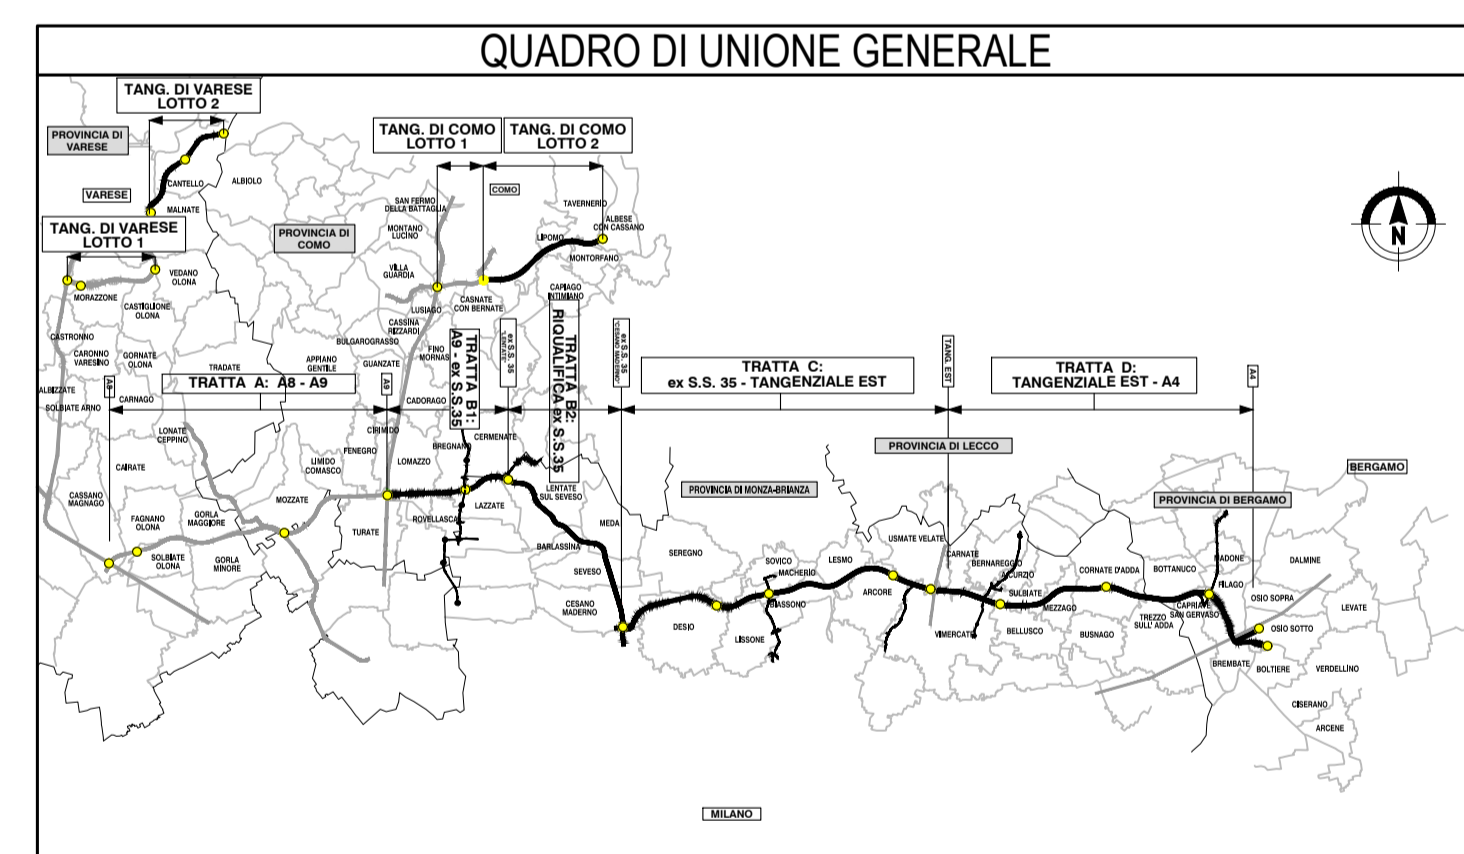 QUADRO DI UNIONE GENERALE
TANG. DI VARESE
LOTTO 2
PROVINCIA DI
VARESE
TANG. DI COMO
LOTTO 1
TANG. DI COMO
LOTTO 2
CANTELLO
ALBIOLO
VARESE
MALNATE
COMO
SAN FERMO
DELLA BATTAGLIA
TAVERNERIO
ALBESE
CON CASSANO
TANG. DI VARESE
LOTTO 1
PROVINCIA DI
COMO
MONTANO
LUCINO
LIPOMO
MONTORFANO
N
VEDANO
OLONA
VILLA
GUARDIA
MORAZZONE
CASTIGLIONE
OLONA
LUSIAGO
CASNATE
CON BERNATE
CAPIAGO
INTIMIANO
CASSINA
RIZZARDI
CASTRONNO
BULGAROGRASSO
CARONNO
VARESINO
GORNATE
OLONA
TRADATE
APPIANO
GENTILE
GUANZATE
FINO
MORNAS
TRATTA B1:
A9 - ex S.S.35
ex S.S. 35
"LENTATE"
TRATTA B2:
RIQUALIFICA ex S.S.35
ex S.S. 35
"CESANO MADERNO"
TRATTA C:
ex S.S. 35 - TANGENZIALE EST
TANG. EST
TRATTA D:
TANGENZIALE EST - A4
A4
ALBIZZATE
A8
TRATTA A: A8 - A9
A9
SOLBIATE ARNO
CARNAGO
CADORAGO
LONATE
CEPPINO
CIRIMIDO
CERMENATE
BREGNANO
FENEGRO
PROVINCIA DI LECCO
CAIRATE
LIMIDO
COMASCO
LOMAZZO
BERGAMO
CASSANO
MAGNAGO
MOZZATE
LENTATE
SUL SEVESO
PROVINCIA DI MONZA-BRIANZA
PROVINCIA DI BERGAMO
FAGNANO
OLONA
GORLA
MAGGIORE
TURATE
ROVELLASCA
LAZZATE
MEDA
SOLBIATE
OLONA
GORLA
MINORE
BARLASSINA
SEVESO
SEREGNO
SOVICO
MACHERIO
LESMO
USMATE VELATE
CARNATE
BERNAREGGIO
AICURZIO
CORNATE D'ADDA
BOTTANUCO
MADONE
DALMINE
FILAGO
CESANO
MADERNO
DESIO
BIASSONO
LISSONE
ARCORE
VIMERCATE
SULBIATE
MEZZAGO
BELLUSCO
BUSNAGO
TREZZO
SULL' ADDA
CAPRIATE
SAN GERVASO
OSIO SOPRA
LEVATE
OSIO SOTTO
BREMBATE
BOLTIERE
VERDELLINO
CISERANO
ARCENE
MILANO